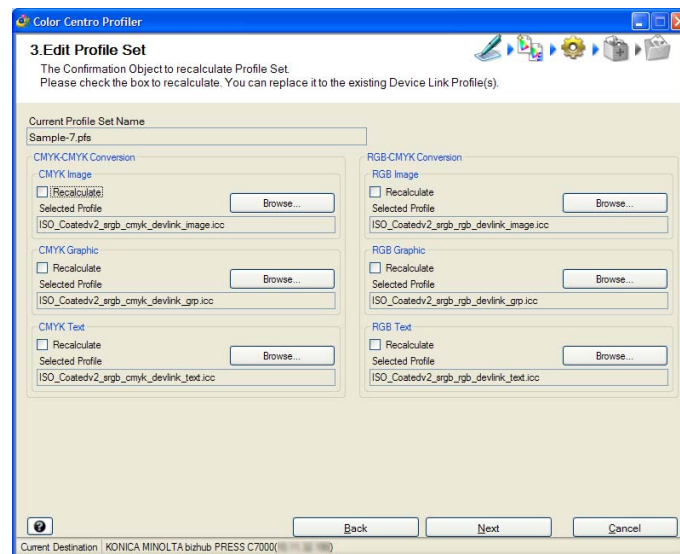 Color Centro Profiler
3.Edit Profile Set
The Confirmation Object to recalculate Profile Set.
Please check the box to recalculate. You can replace it to the existing Device Link Profile(s).
Current Profile Set Name
Sample-7.pfs
CMYK-CMYK Conversion
CMYK Image
Recalculate
Selected Profile
Browse...
ISO_Coatedv2_srgb_cmyk_devlink_image.icc
CMYK Graphic
Recalculate
Selected Profile
Browse...
ISO_Coatedv2_srgb_cmyk_devlink_grp.icc
CMYK Text
Recalculate
Selected Profile
Browse...
ISO_Coatedv2_srgb_cmyk_devlink_text.icc
RGB-CMYK Conversion
RGB Image
Recalculate
Selected Profile
Browse...
ISO_Coatedv2_srgb_rgb_devlink_image.icc
RGB Graphic
Recalculate
Selected Profile
Browse...
ISO_Coatedv2_srgb_rgb_devlink_grp.icc
RGB Text
Recalculate
Selected Profile
Browse...
ISO_Coatedv2_srgb_rgb_devlink_text.icc
?
Back
Next
Cancel
Current Destination KONICA MINOLTA bizhub PRESS C7000( )